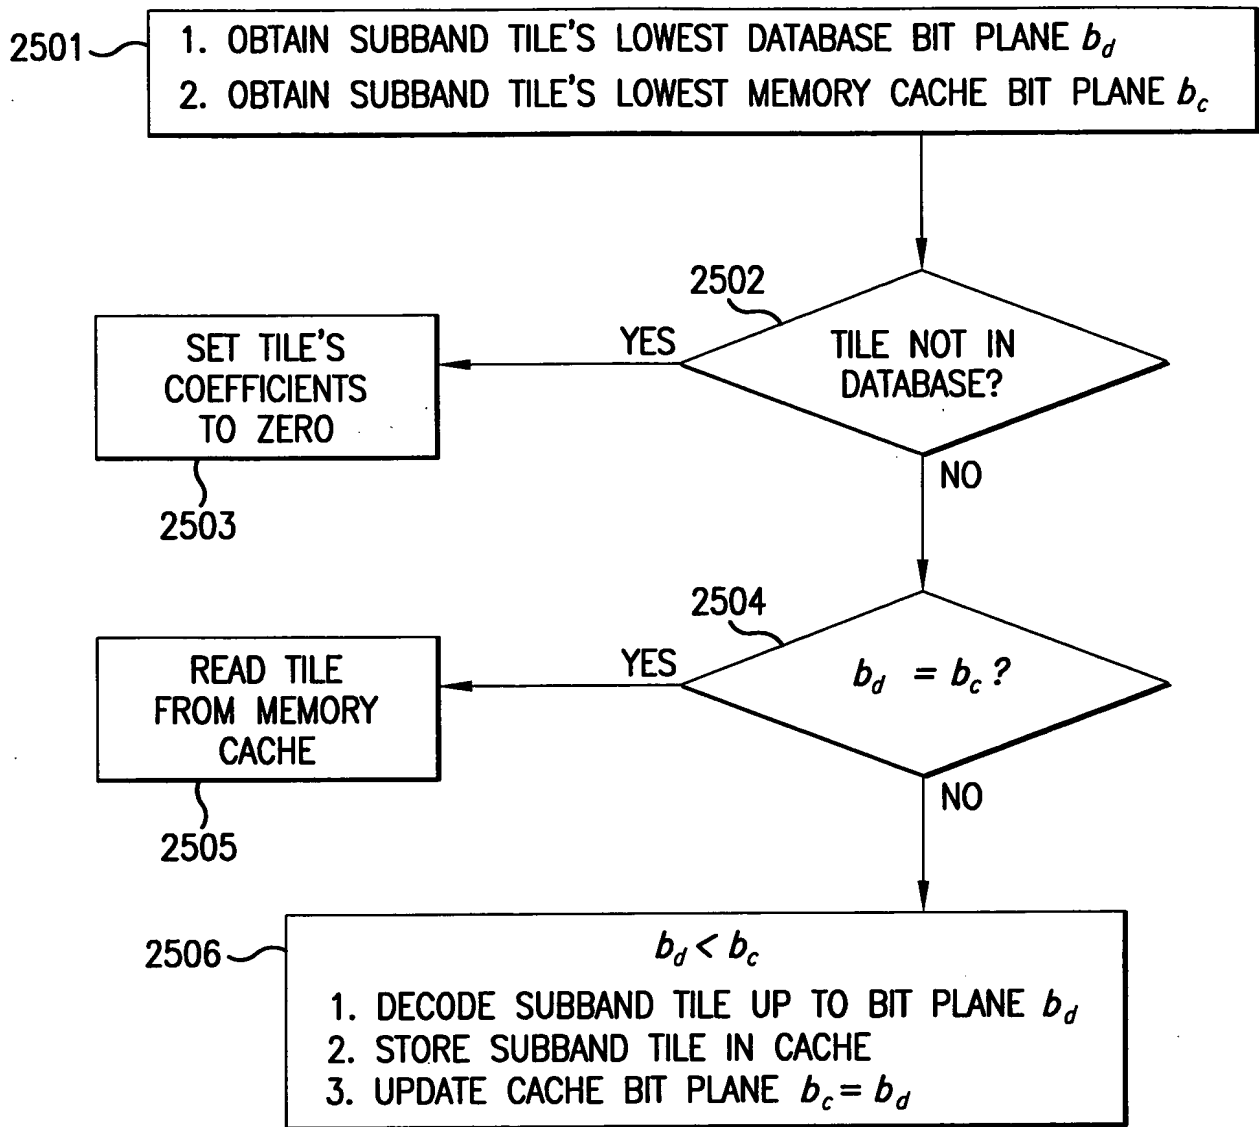 2501
1. OBTAIN SUBBAND TILE'S LOWEST DATABASE BIT PLANE b_d
2. OBTAIN SUBBAND TILE'S LOWEST MEMORY CACHE BIT PLANE b_c
2502
TILE NOT IN
DATABASE?
YES
NO
SET TILE'S
COEFFICIENTS
TO ZERO
2503
2504
b_d = b_c ?
YES
NO
READ TILE
FROM MEMORY
CACHE
2505
2506
b_d < b_c
1. DECODE SUBBAND TILE UP TO BIT PLANE b_d
2. STORE SUBBAND TILE IN CACHE
3. UPDATE CACHE BIT PLANE b_c = b_d